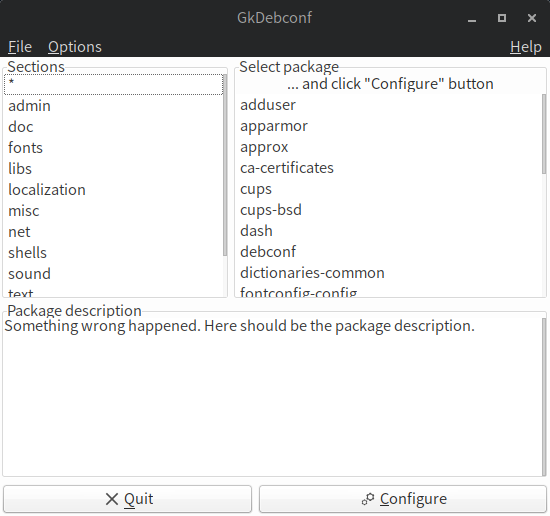 GkDebconf
File Options Help
Sections
*
admin
doc
fonts
libs
localization
misc
net
shells
sound
text
Select package
... and click "Configure" button
adduser
apparmor
approx
ca-certificates
cups
cups-bsd
dash
debconf
dictionaries-common
fontconfig-config
Package description
Something wrong happened. Here should be the package description.
Quit
Configure